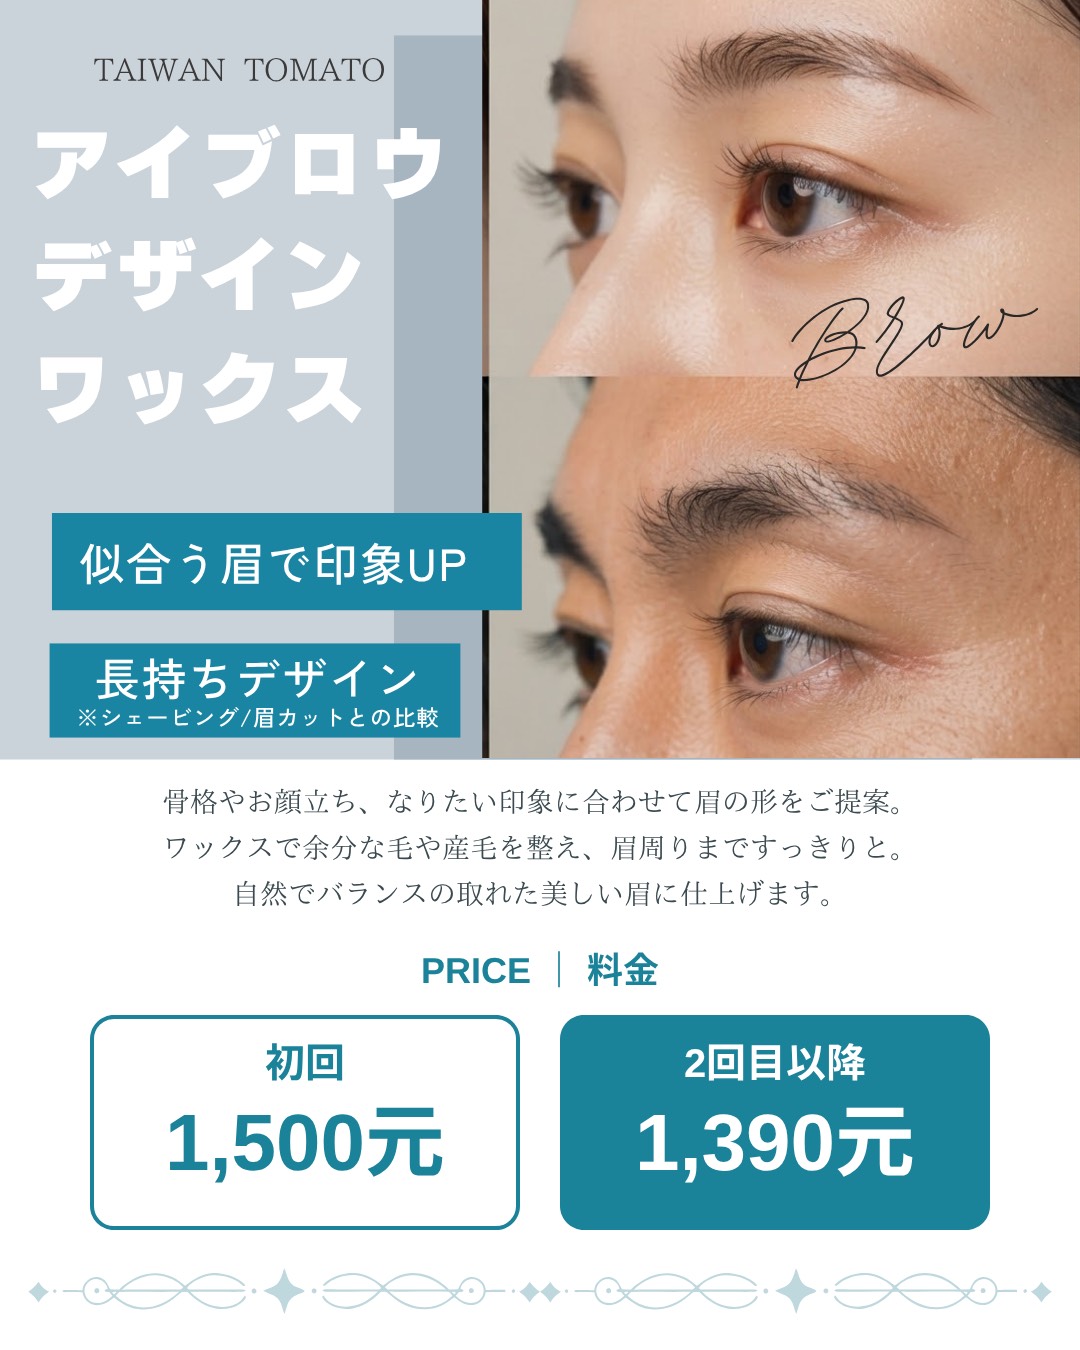 TAIWAN TOMATO
アイブロウ
デザイン
ワックス
Brow
似合う眉で印象UP
長持ちデザイン
※シェービング/眉カットとの比較
骨格やお顔立ち、なりたい印象に合わせて眉の形をご提案。
ワックスで余分な毛や産毛を整え、眉周りまですっきりと。
自然でバランスの取れた美しい眉に仕上げます。
PRICE | 料金
初回
1,500元
2回目以降
1,390元